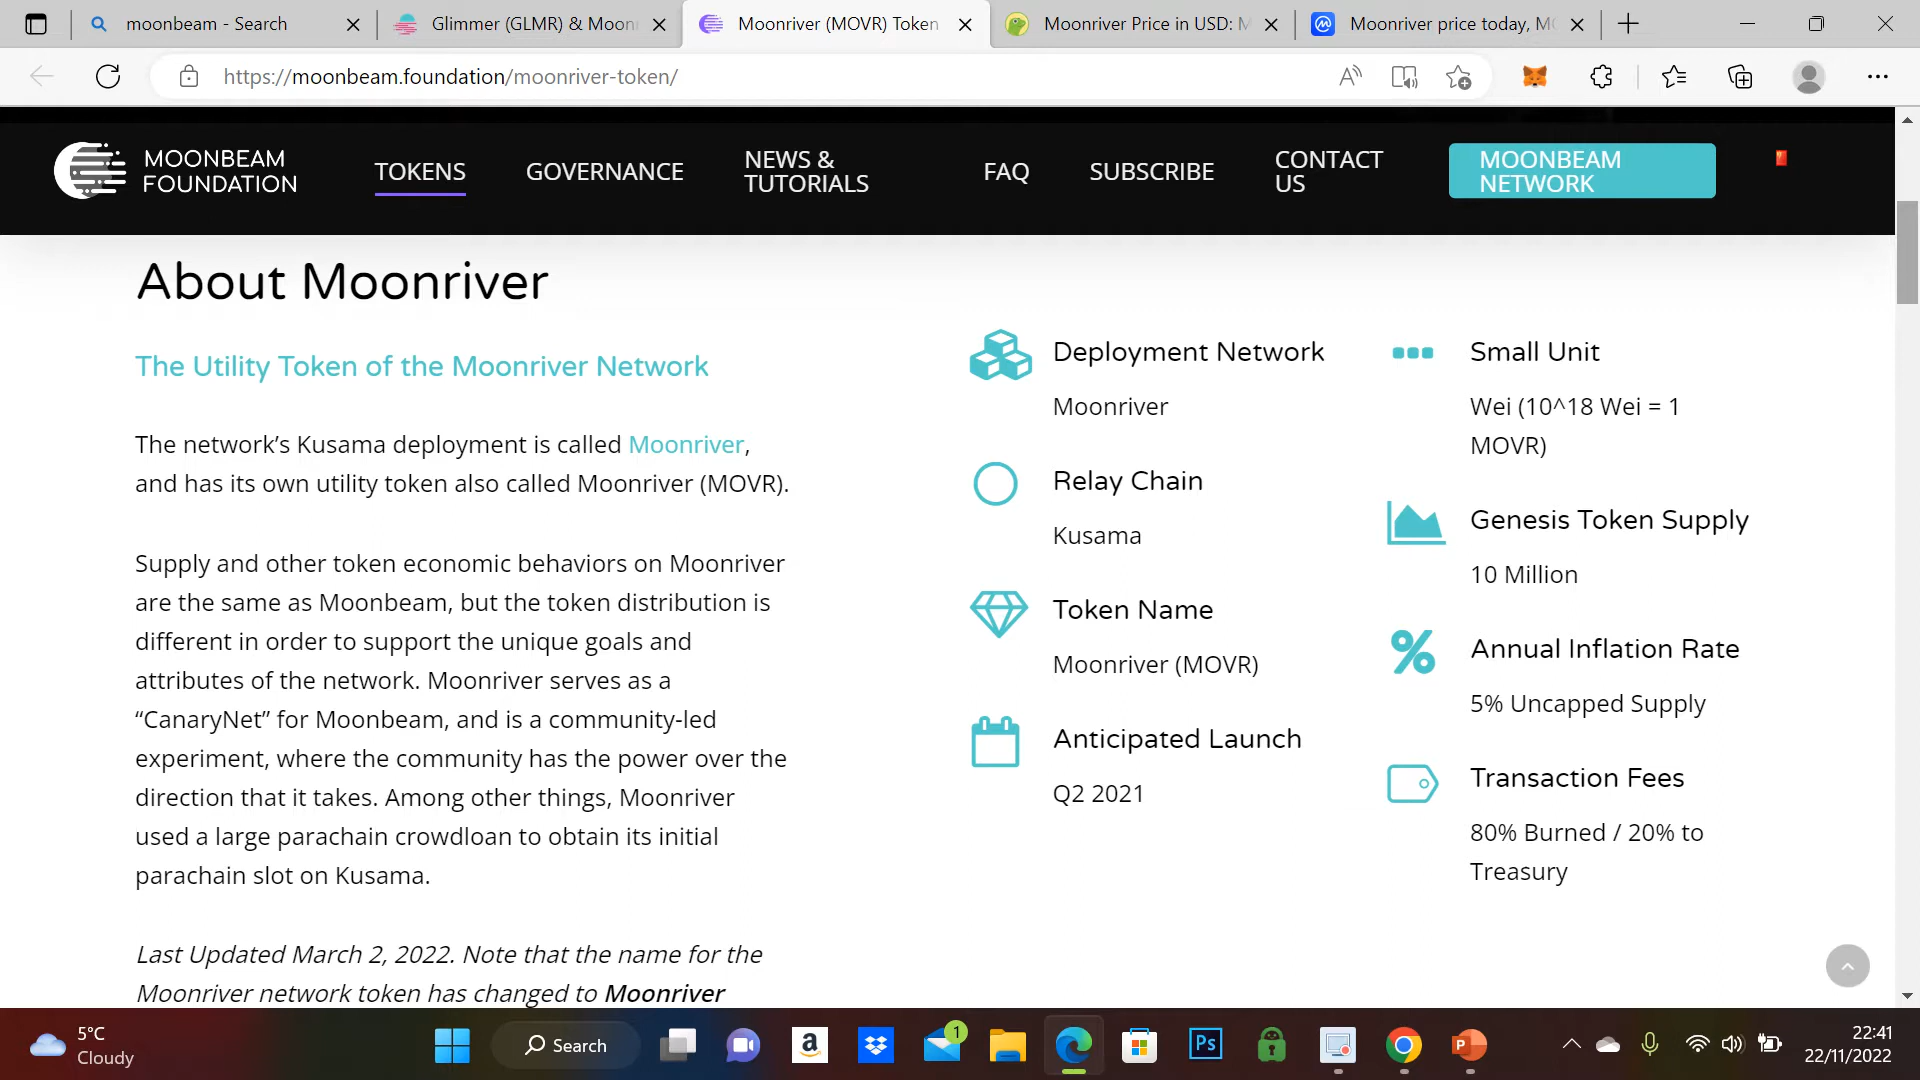 moonbeam - Search
Glimmer (GLMR) & Moon
Moonriver (MOVR) Token
Moonriver Price in USD: M
Moonriver price today, MO
https://moonbeam.foundation/moonriver-token/
MOONBEAM FOUNDATION
TOKENS
GOVERNANCE
NEWS & TUTORIALS
FAQ
SUBSCRIBE
CONTACT US
MOONBEAM NETWORK
About Moonriver
The Utility Token of the Moonriver Network
The network’s Kusama deployment is called Moonriver,
and has its own utility token also called Moonriver (MOVR).
Supply and other token economic behaviors on Moonriver
are the same as Moonbeam, but the token distribution is
different in order to support the unique goals and
attributes of the network. Moonriver serves as a
“CanaryNet” for Moonbeam, and is a community-led
experiment, where the community has the power over the
direction that it takes. Among other things, Moonriver
used a large parachain crowdloan to obtain its initial
parachain slot on Kusama.
Last Updated March 2, 2022. Note that the name for the
Moonriver network token has changed to Moonriver
Deployment Network
Moonriver
Relay Chain
Kusama
Token Name
Moonriver (MOVR)
Anticipated Launch
Q2 2021
Small Unit
Wei (10^18 Wei = 1
MOVR)
Genesis Token Supply
10 Million
Annual Inflation Rate
5% Uncapped Supply
Transaction Fees
80% Burned / 20% to
Treasury
5°C
Cloudy
Search
1
Ps
P
22:41
22/11/2022